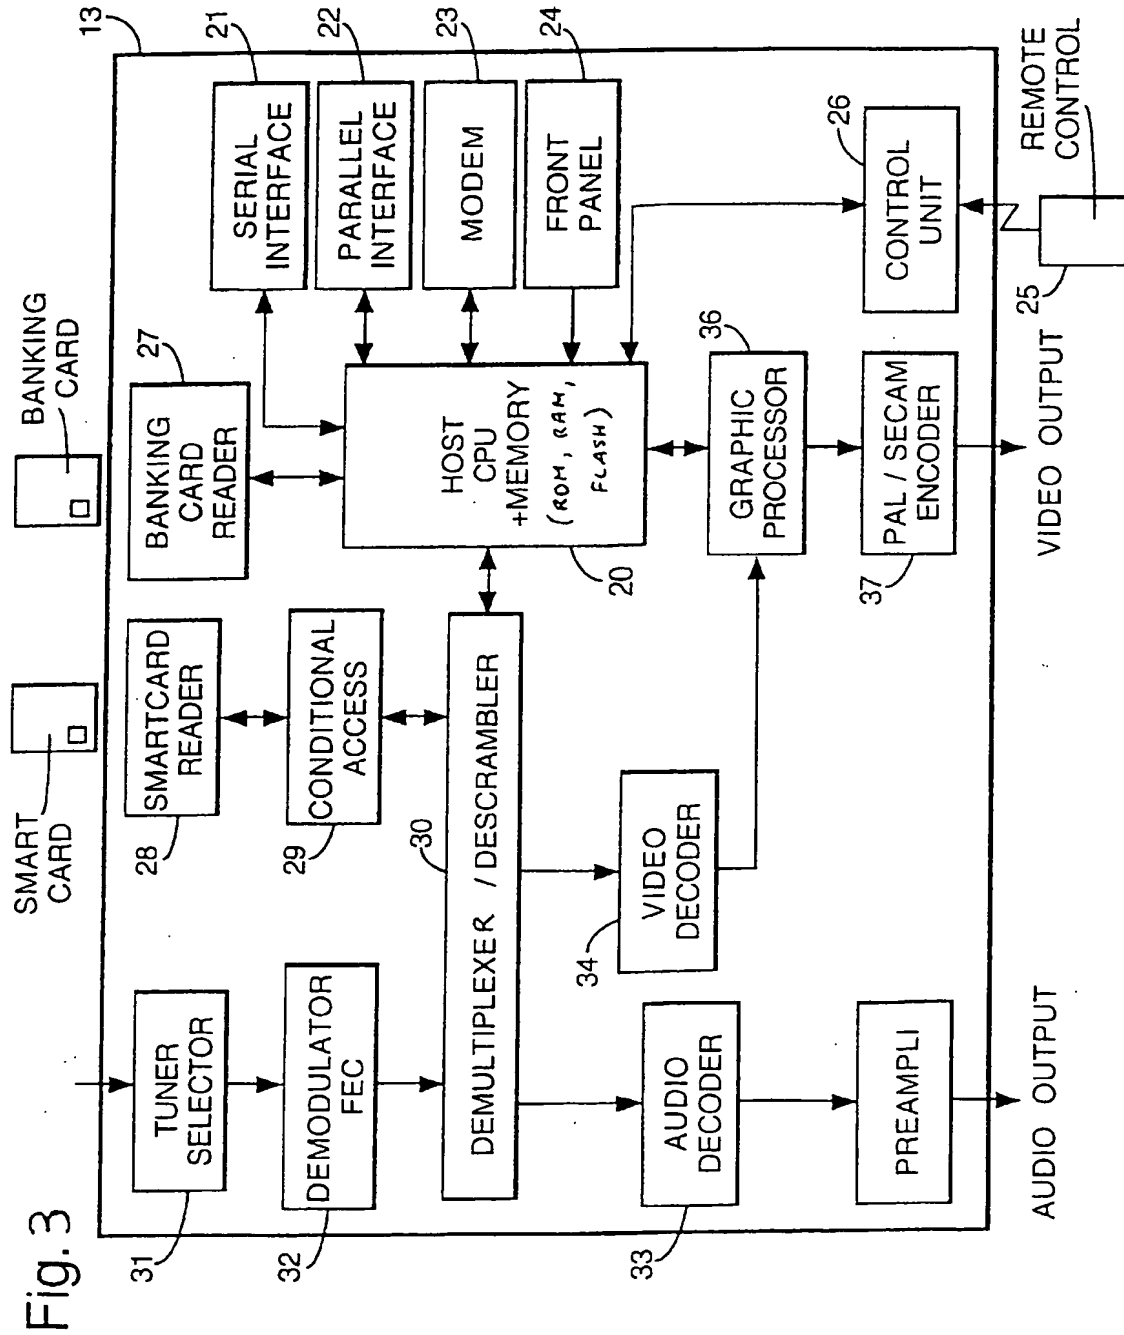 Fig. 3
SMART
CARD
BANKING
CARD
13
31
TUNER
SELECTOR
28
SMARTCARD
READER
27
BANKING
CARD
READER
21
SERIAL
INTERFACE
22
PARALLEL
INTERFACE
23
MODEM
24
FRONT
PANEL
32
DEMODULATOR
FEC
29
CONDITIONAL
ACCESS
HOST
CPU
+MEMORY
(ROM, RAM,
FLASH)
20
30
DEMULTIPLEXER / DESCRAMBLER
33
AUDIO
DECODER
34
VIDEO
DECODER
36
GRAPHIC
PROCESSOR
26
CONTROL
UNIT
PREAMPLI
37
PAL / SECAM
ENCODER
25
REMOTE
CONTROL
AUDIO OUTPUT
VIDEO OUTPUT